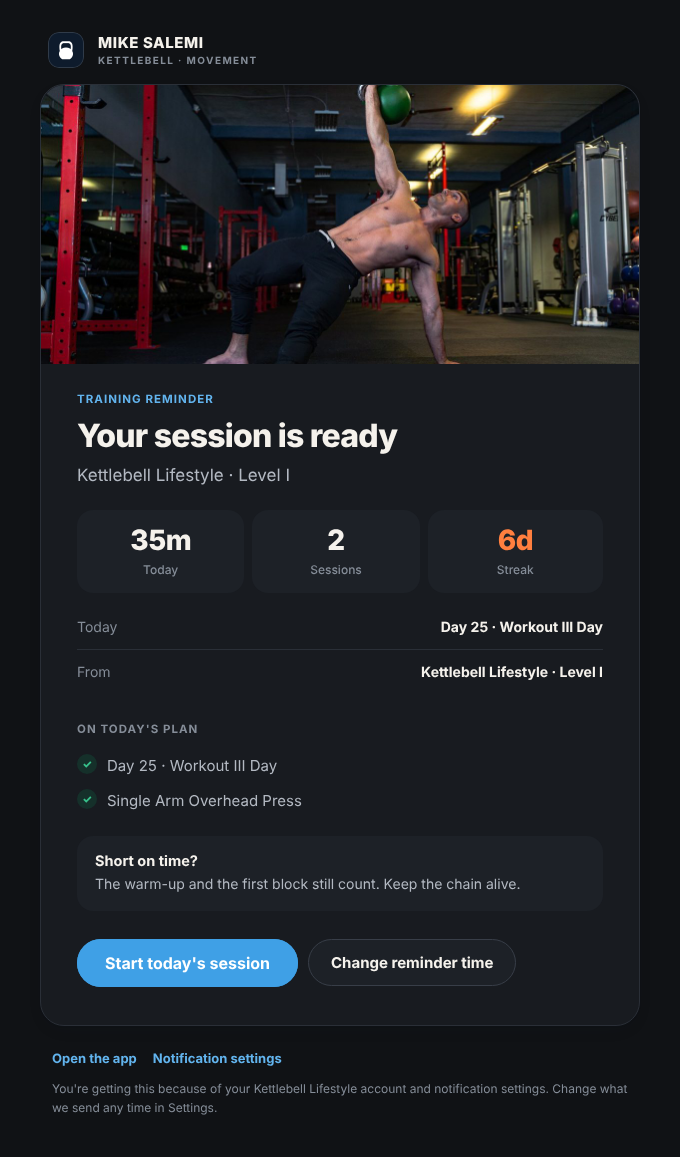 MIKE SALEMI
KETTLEBELL · MOVEMENT
CYBEX
TRAINING REMINDER
Your session is ready
Kettlebell Lifestyle · Level I
35m
Today
2
Sessions
6d
Streak
Today
Day 25 · Workout III Day
From
Kettlebell Lifestyle · Level I
ON TODAY'S PLAN
Day 25 · Workout III Day
Single Arm Overhead Press
Short on time?
The warm-up and the first block still count. Keep the chain alive.
Start today's session
Change reminder time
Open the app
Notification settings
You're getting this because of your Kettlebell Lifestyle account and notification settings. Change what
we send any time in Settings.